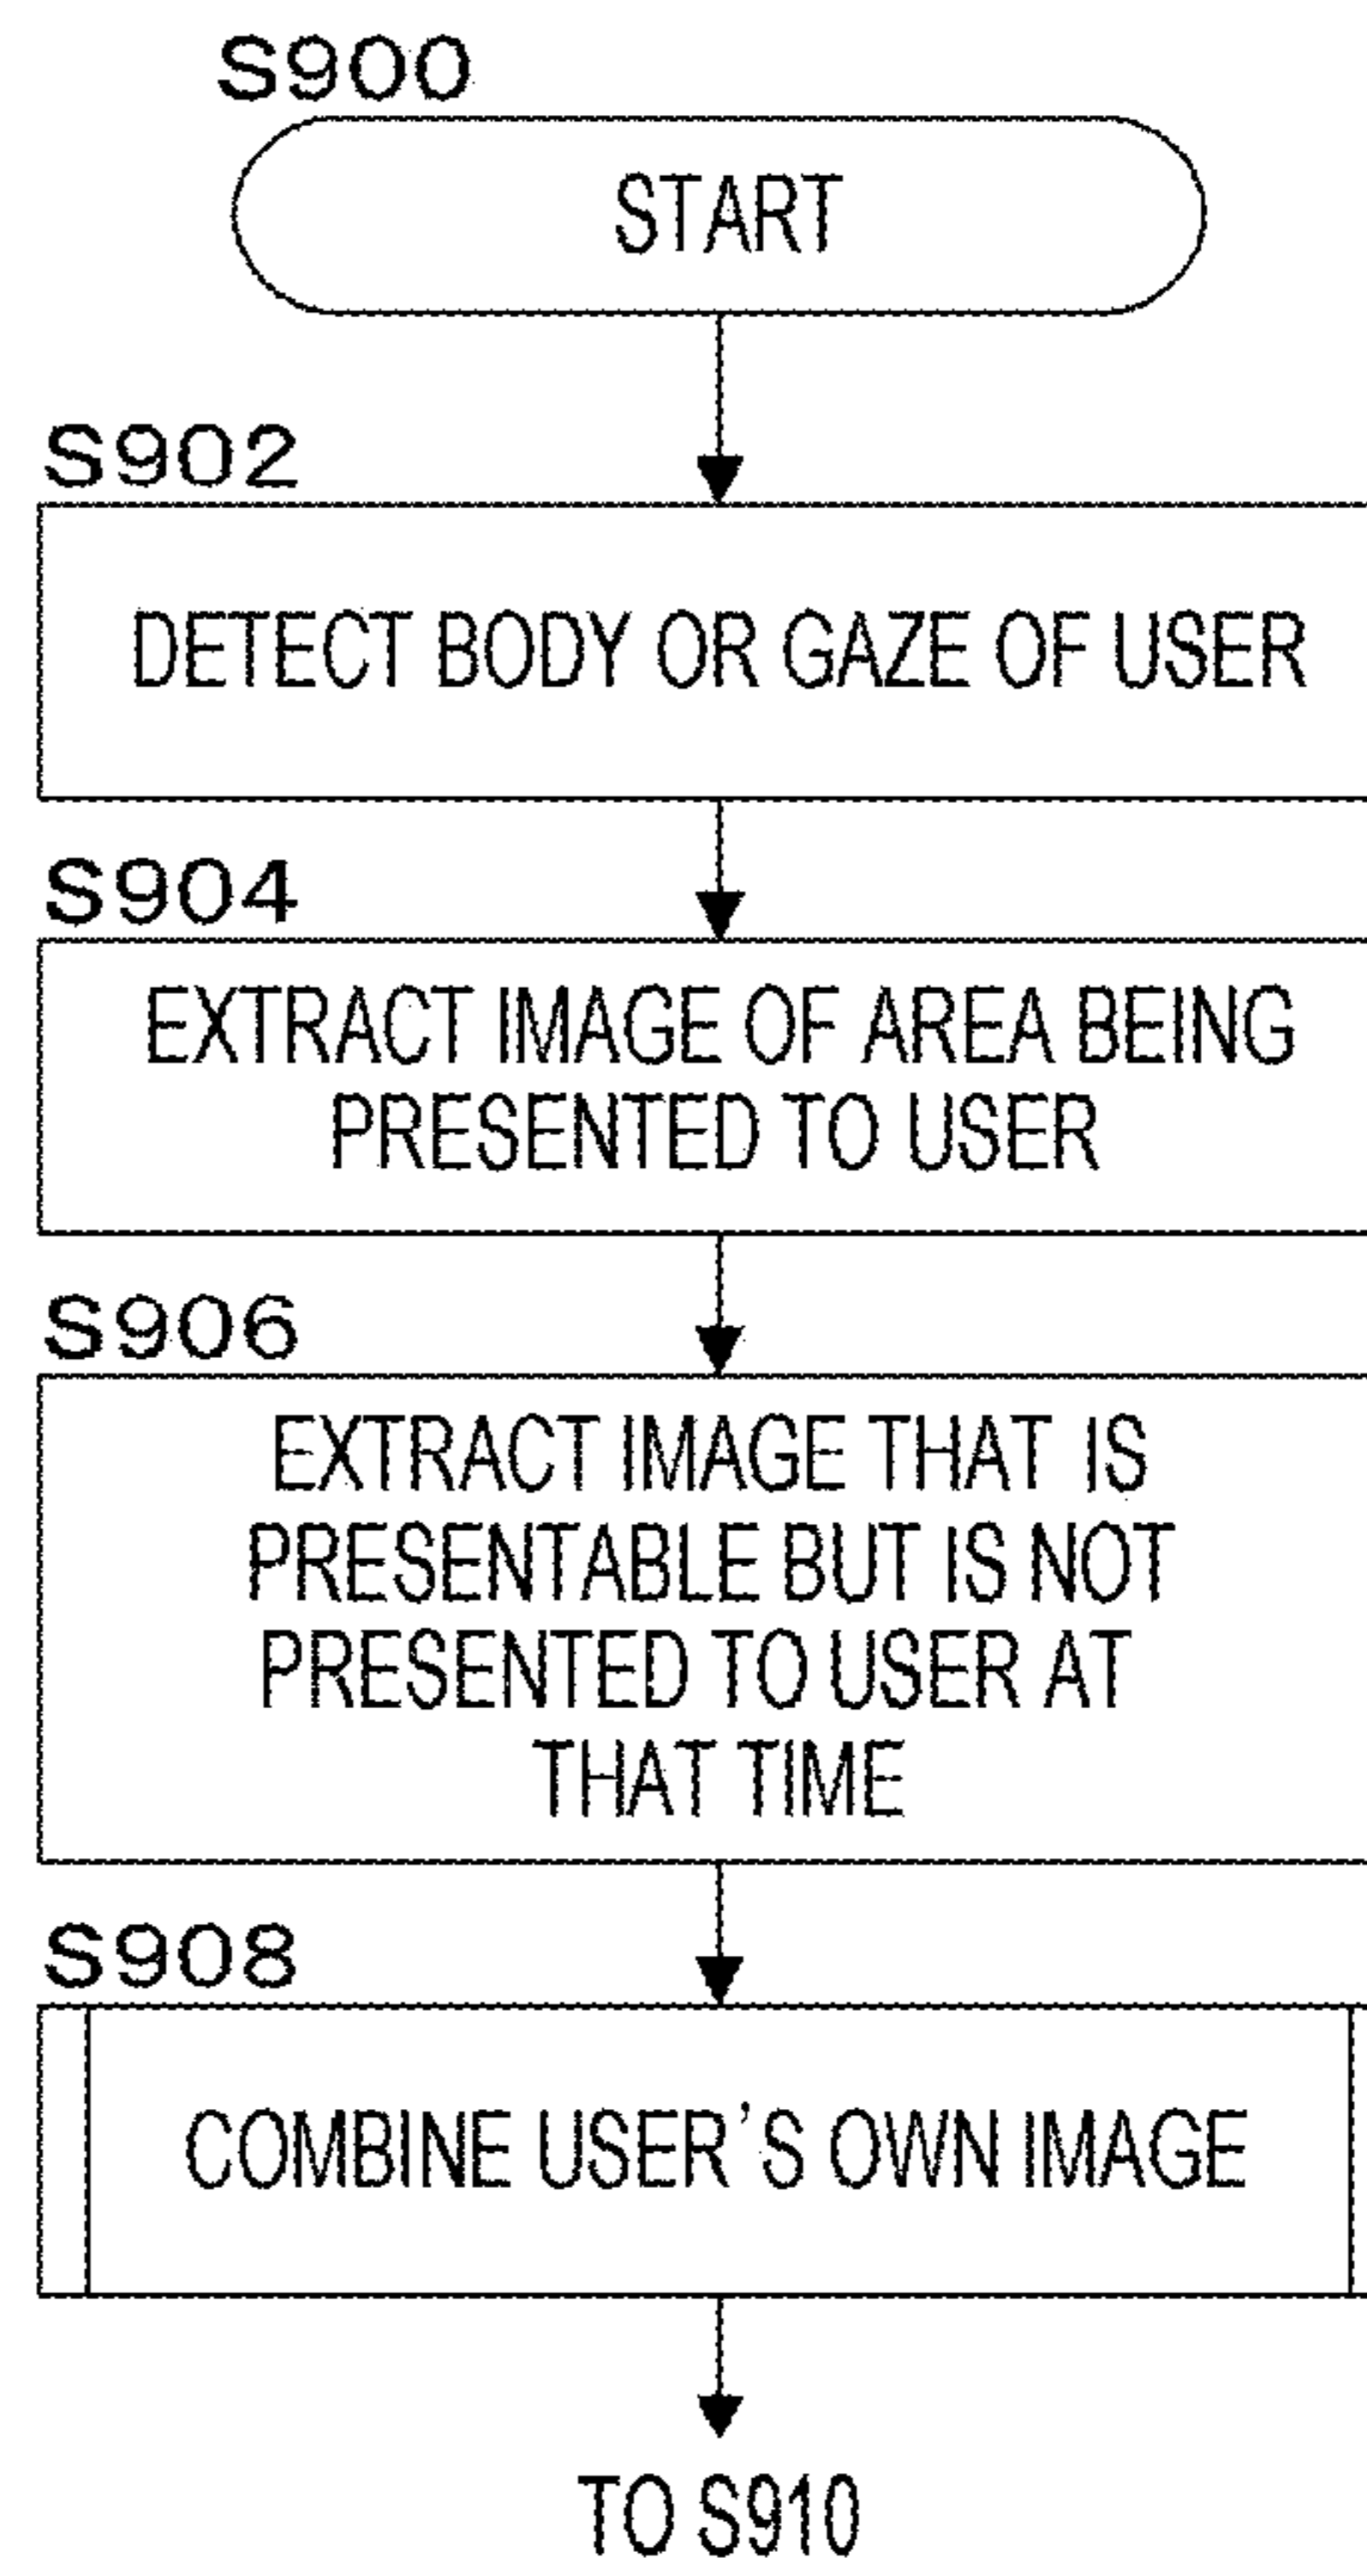 S900
START
S902
DETECT BODY OR GAZE OF USER
S904
EXTRACT IMAGE OF AREA BEING
PRESENTED TO USER
S906
EXTRACT IMAGE THAT IS
PRESENTABLE BUT IS NOT
PRESENTED TO USER AT
THAT TIME
S908
COMBINE USER'S OWN IMAGE
TO S910